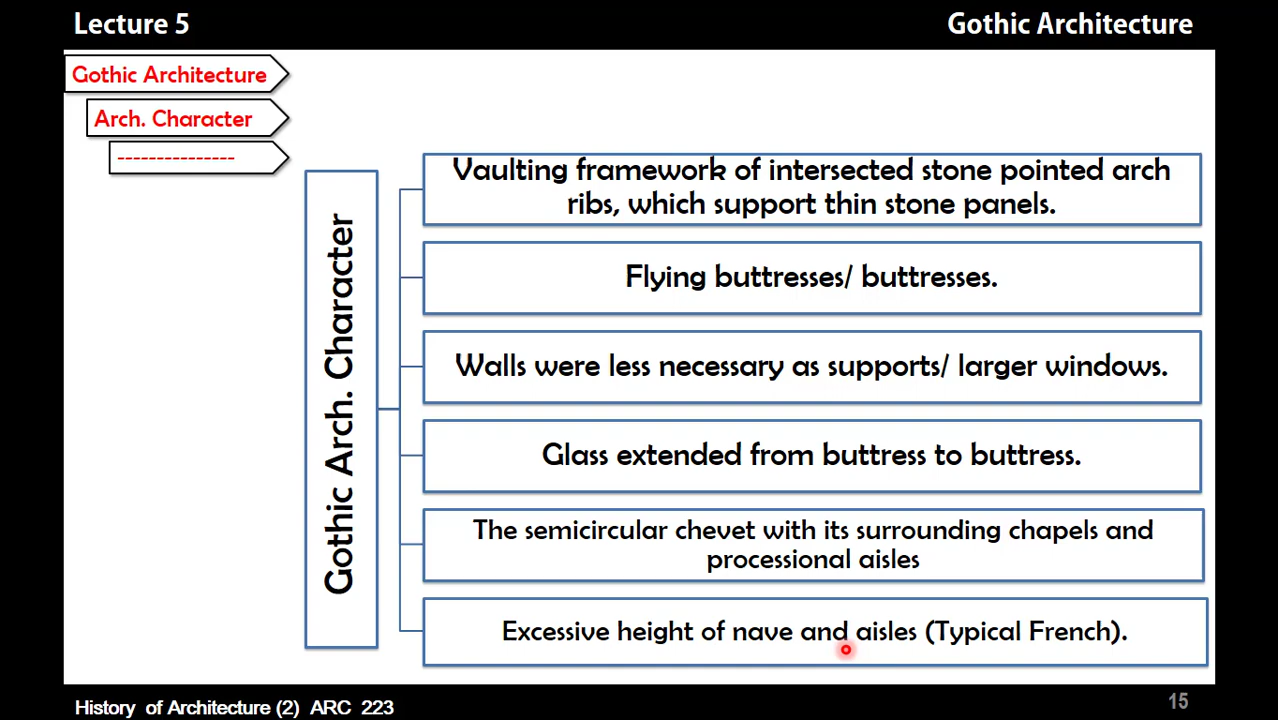 Lecture 5
Gothic Architecture
Gothic Architecture
Arch. Character
---------------
Gothic Arch. Character
Vaulting framework of intersected stone pointed arch
ribs, which support thin stone panels.
Flying buttresses/ buttresses.
Walls were less necessary as supports/ larger windows.
Glass extended from buttress to buttress.
The semicircular chevet with its surrounding chapels and
processional aisles
Excessive height of nave and aisles (Typical French).
History of Architecture (2) ARC 223
15